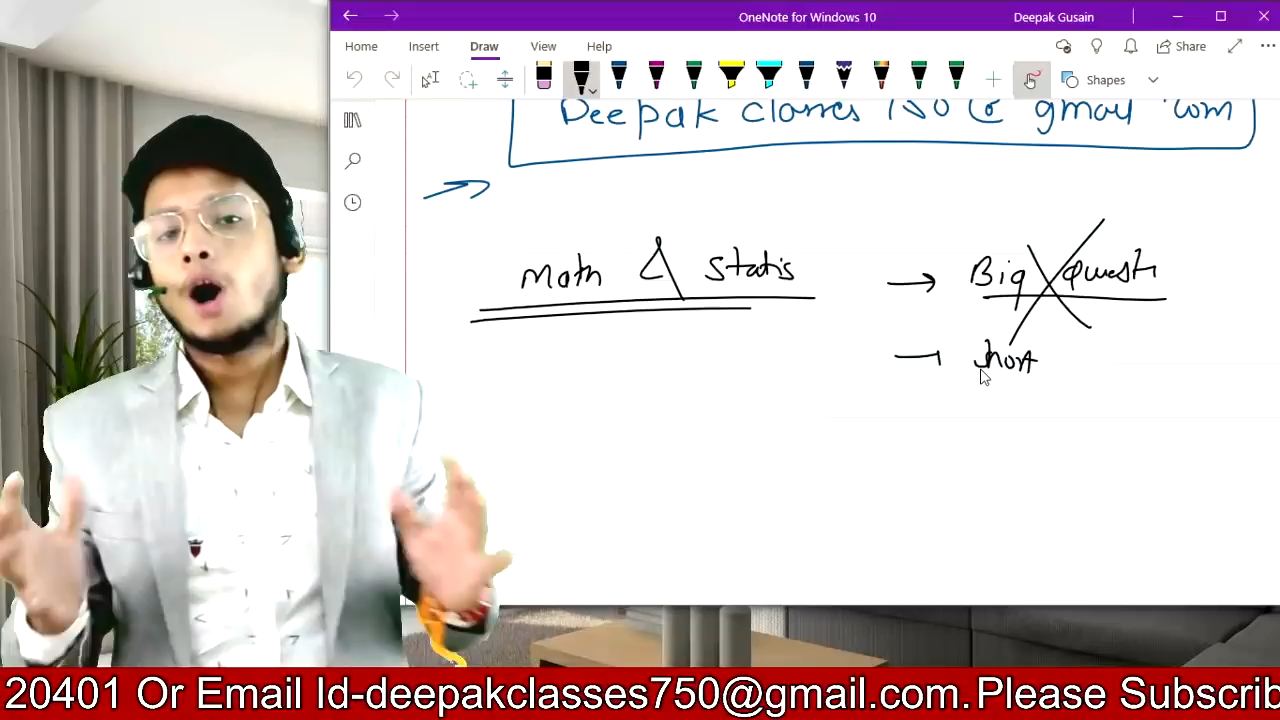 OneNote for Windows 10 Deepak Gusain
Home Insert Draw View Help Share
Shapes
Deepak classes 750 @ gmail .com
Math & Statis → Big Questi
short
20401 Or Email Id-deepakclasses750@gmail.com.Please Subscrib